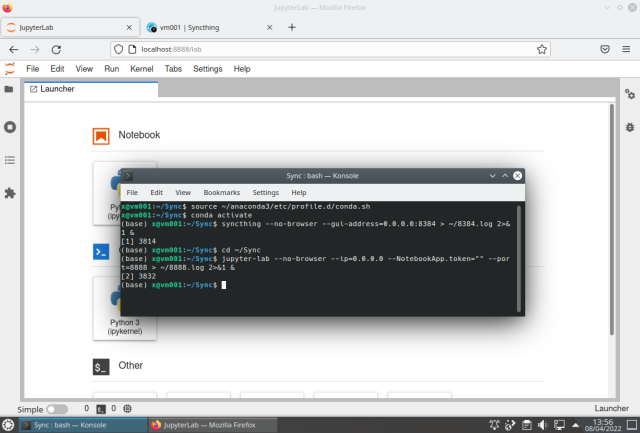 JupyterLab — Mozilla Firefox
JupyterLab
vm001 | Syncthing
localhost:8888/lab
File Edit View Run Kernel Tabs Settings Help
Launcher
Notebook
Sync : bash — Konsole
File Edit View Bookmarks Settings Help
x@vm001:~/Sync$ source ~/anaconda3/etc/profile.d/conda.sh
x@vm001:~/Sync$ conda activate
(base) x@vm001:~/Sync$ syncthing --no-browser --gui-address=0.0.0.0:8384 > ~/8384.log 2>&
1 &
[1] 3814
(base) x@vm001:~/Sync$ cd ~/Sync
(base) x@vm001:~/Sync$ jupyter-lab --no-browser --ip=0.0.0.0 --NotebookApp.token="" --por
t=8888 > ~/8888.log 2>&1 &
[2] 3832
(base) x@vm001:~/Sync$
Python 3
(ipykernel)
$_ Other
Simple 0 $_ 0 Launcher
Sync : bash — Konsole
JupyterLab — Mozilla Firefox
13:56
08/04/2022